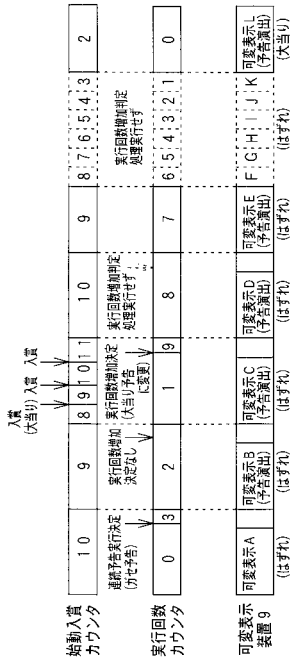 入賞
(大当り) 入賞 入賞
始動入賞
カウンタ
10 9 8 9 10 11 10 9 8 7 6 5 4 3 2
連続予告実行決定
(ガセ予告)
実行回数増加
決定なし
実行回数増加決定
(大当り予告
に変更)
実行回数増加判定
処理実行せず
実行回数増加判定
処理実行せず
実行回数
カウンタ
0 3 2 1 9 8 7 6 5 4 3 2 1 0
可変表示
装置 9
可変表示A
可変表示B
(予告演出)
可変表示C
(予告演出)
可変表示D
(予告演出)
可変表示E
(予告演出)
F G H I J K
可変表示L
(予告演出)
(はずれ) (はずれ) (はずれ) (はずれ) (はずれ) (はずれ) (大当り)